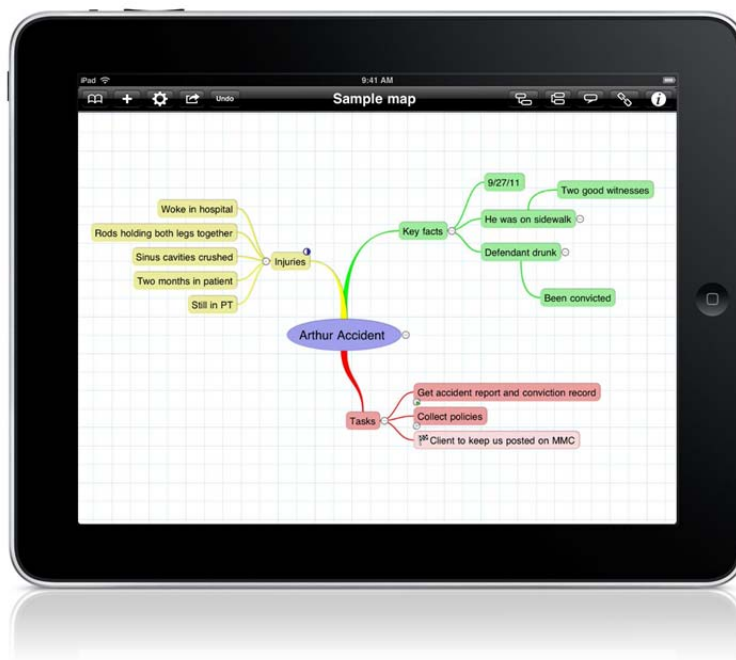 iPad
9:41 AM
Undo
Sample map
Woke in hospital
Rods holding both legs together
Sinus cavities crushed
Two months in patient
Still in PT
Injuries
Key facts
9/27/11
Two good witnesses
He was on sidewalk
Defendant drunk
Been convicted
Arthur Accident
Tasks
Get accident report and conviction record
Collect policies
Client to keep us posted on MMC